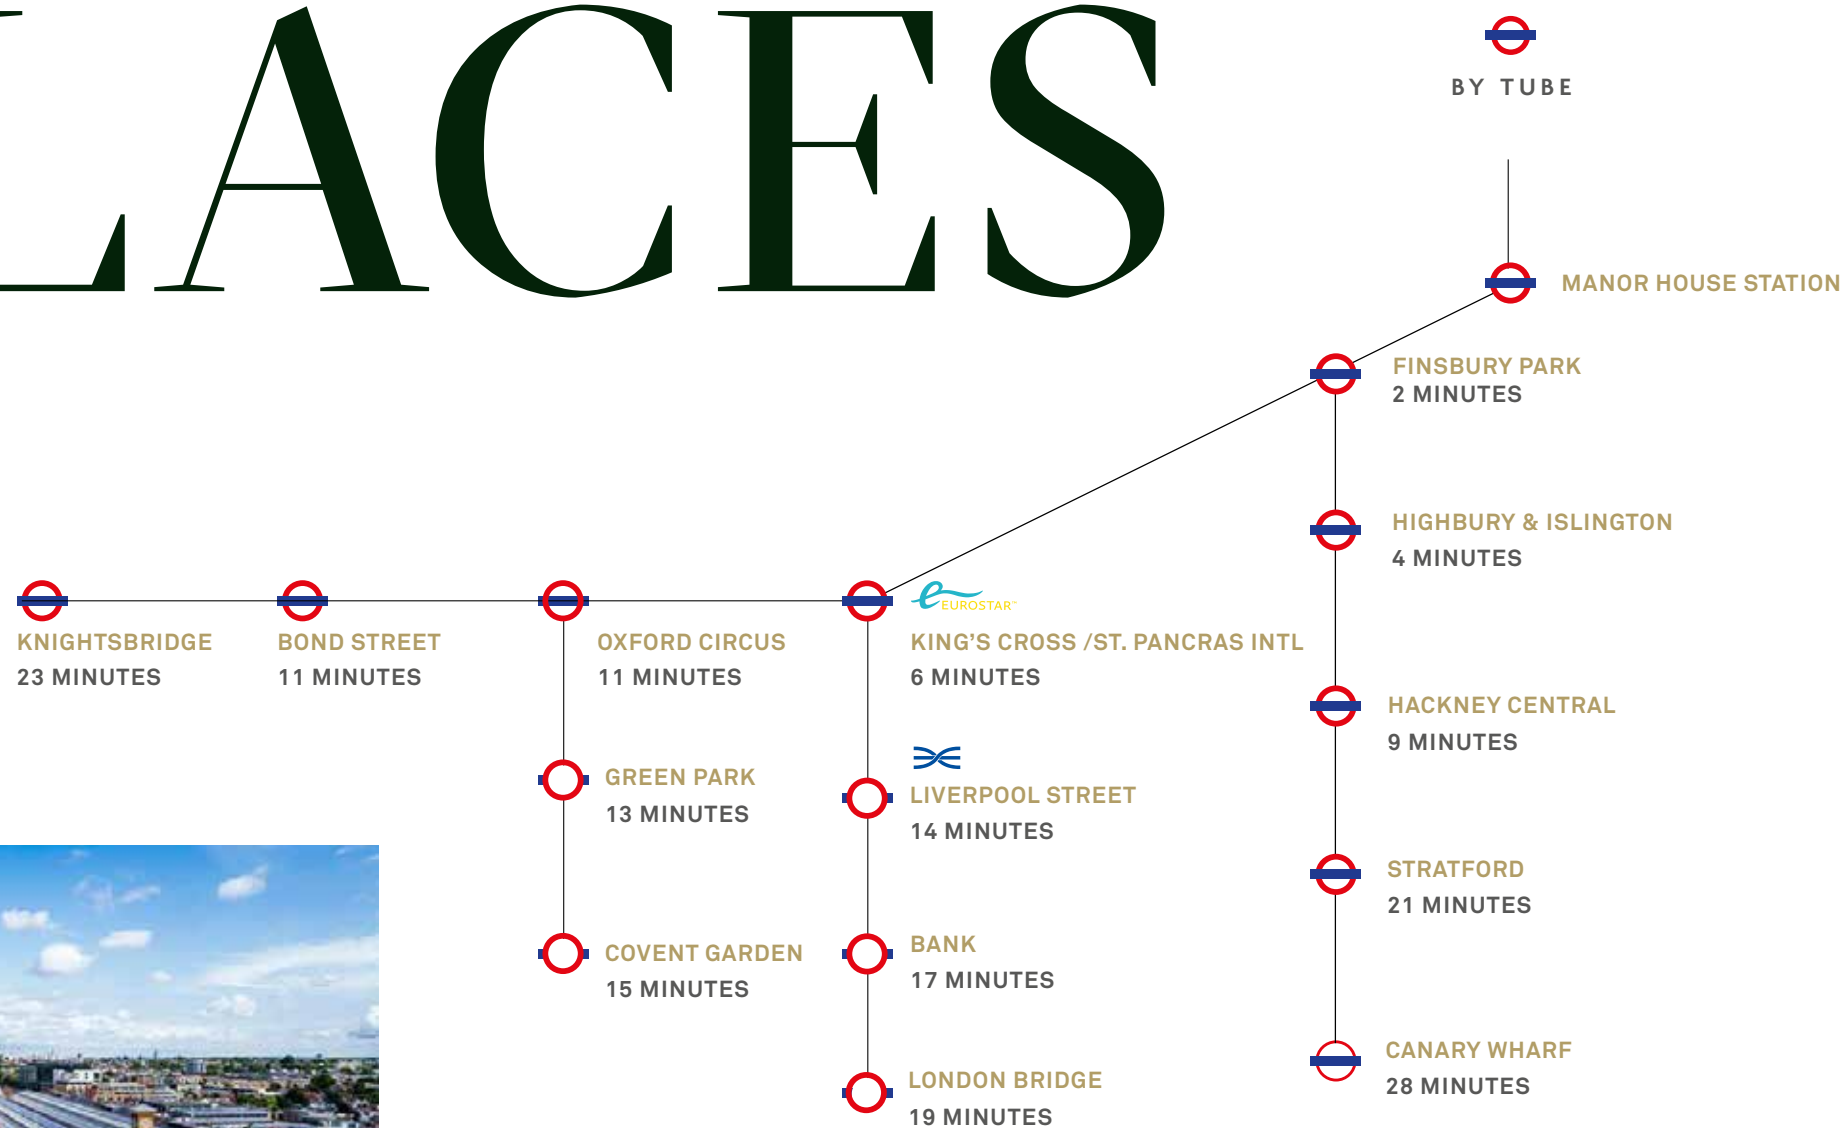 LACES
BY TUBE
MANOR HOUSE STATION
FINSBURY PARK
2 MINUTES
HIGHBURY & ISLINGTON
4 MINUTES
HACKNEY CENTRAL
9 MINUTES
STRATFORD
21 MINUTES
CANARY WHARF
28 MINUTES
EUROSTAR™
KING’S CROSS /ST. PANCRAS INTL
6 MINUTES
LIVERPOOL STREET
14 MINUTES
BANK
17 MINUTES
LONDON BRIDGE
19 MINUTES
OXFORD CIRCUS
11 MINUTES
GREEN PARK
13 MINUTES
COVENT GARDEN
15 MINUTES
BOND STREET
11 MINUTES
KNIGHTSBRIDGE
23 MINUTES